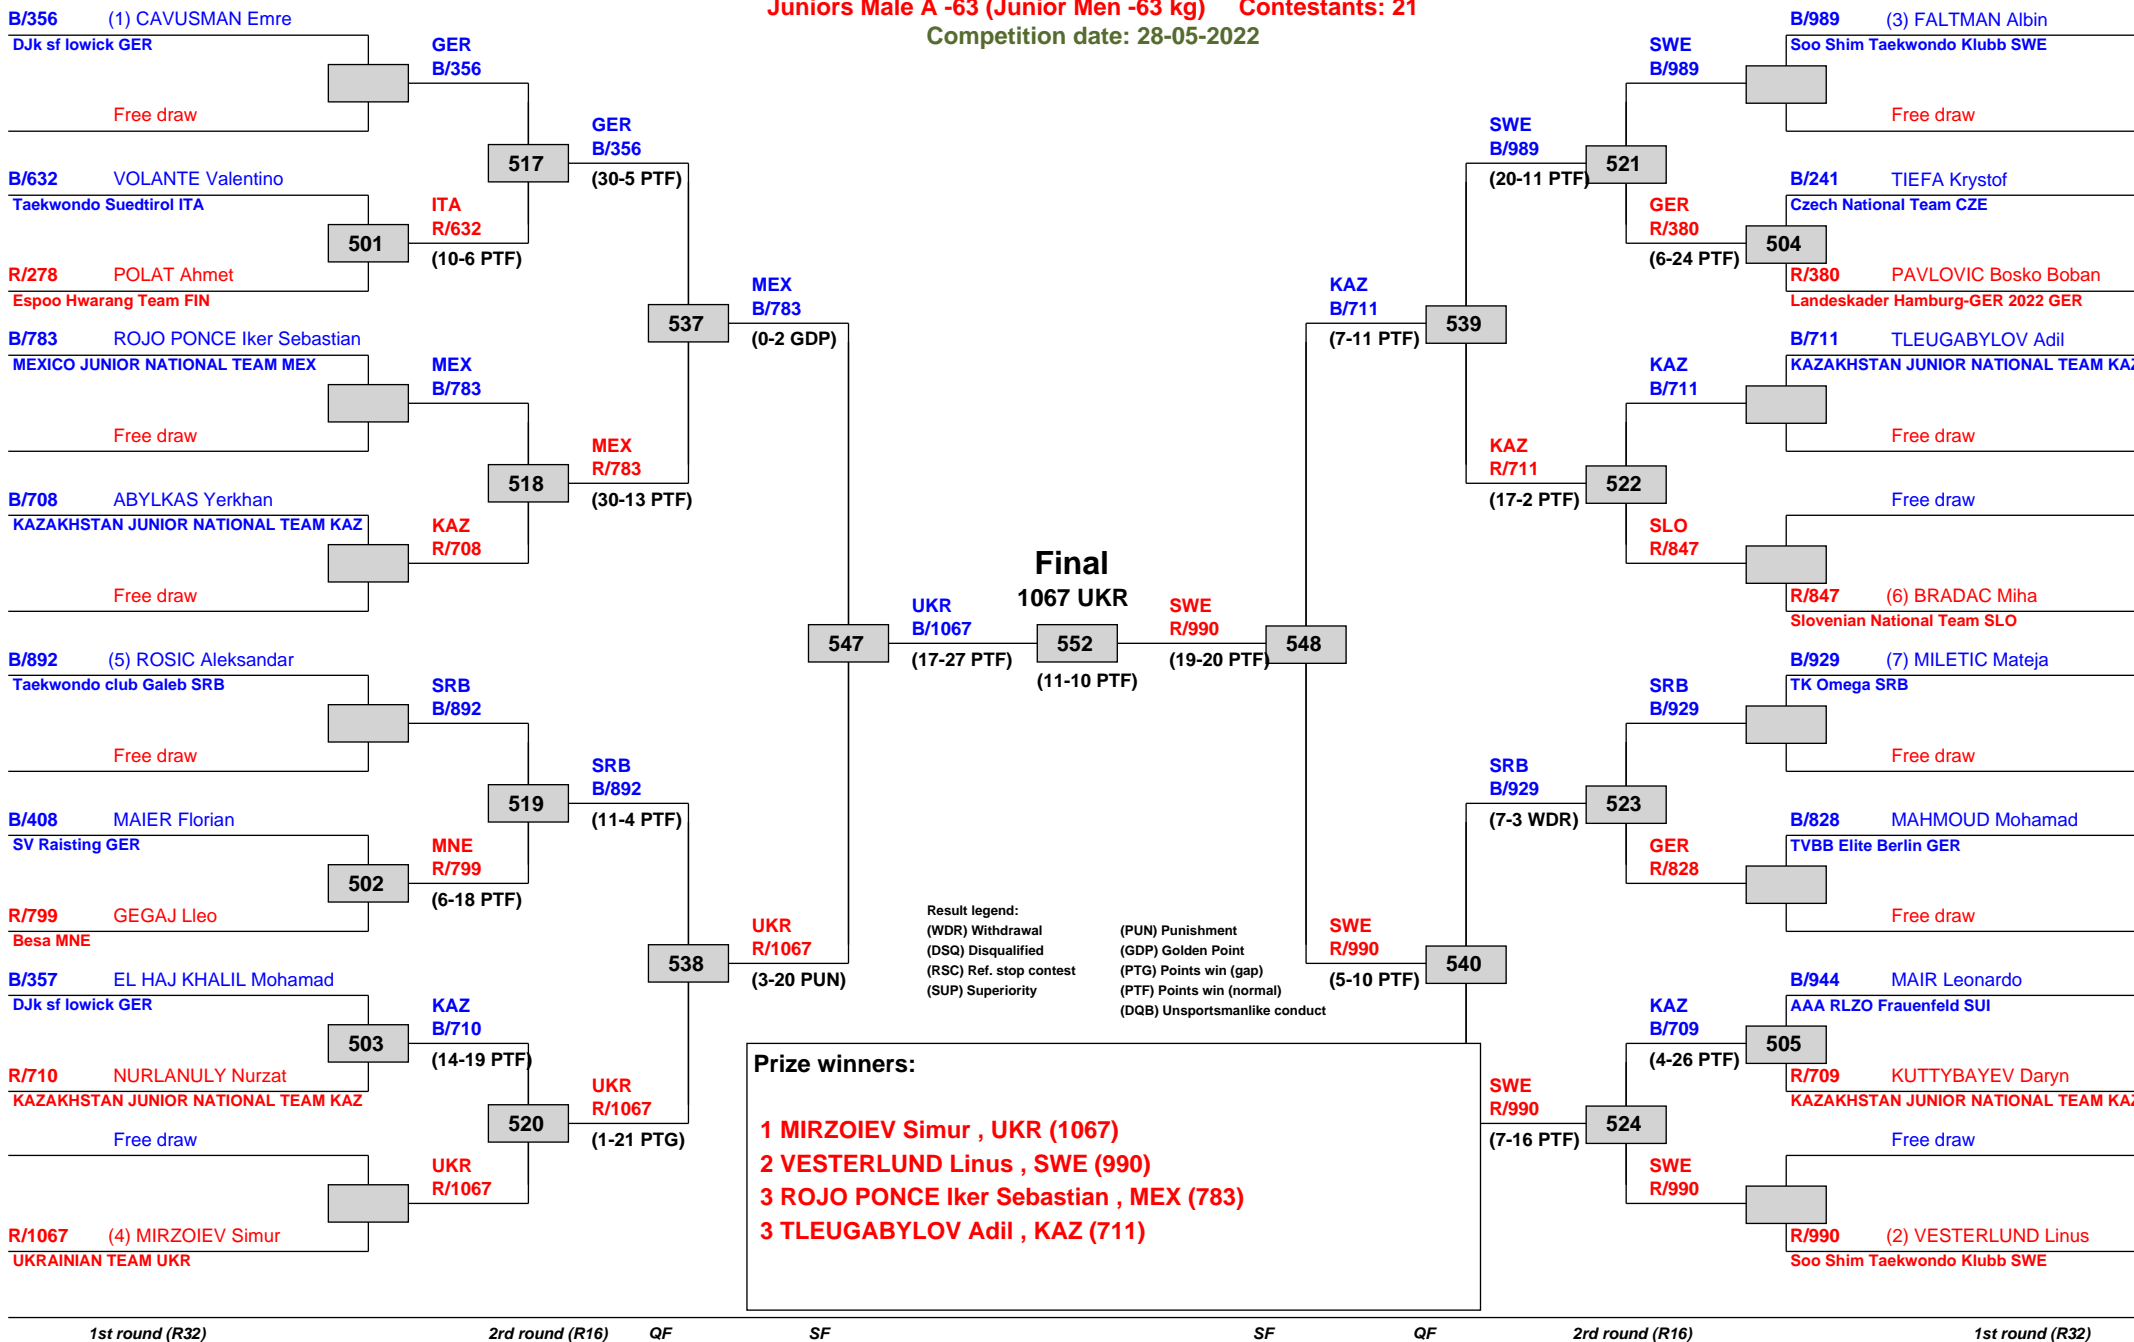 Juniors Male A -63 (Junior Men -63 kg) Contestants: 21
Competition date: 28-05-2022
B/356 (1) CAVUSMAN Emre
DJk sf lowick GER
Free draw
B/632 VOLANTE Valentino
Taekwondo Suedtirol ITA
501
R/278 POLAT Ahmet
Espoo Hwarang Team FIN
B/783 ROJO PONCE Iker Sebastian
MEXICO JUNIOR NATIONAL TEAM MEX
Free draw
B/708 ABYLKAS Yerkhan
KAZAKHSTAN JUNIOR NATIONAL TEAM KAZ
Free draw
B/892 (5) ROSIC Aleksandar
Taekwondo club Galeb SRB
Free draw
B/408 MAIER Florian
SV Raisting GER
502
R/799 GEGAJ Lleo
Besa MNE
B/357 EL HAJ KHALIL Mohamad
DJk sf lowick GER
503
R/710 NURLANULY Nurzat
KAZAKHSTAN JUNIOR NATIONAL TEAM KAZ
Free draw
R/1067 (4) MIRZOIEV Simur
UKRAINIAN TEAM UKR
GER
B/356
517
ITA
R/632
(10-6 PTF)
MEX
B/783
518
KAZ
R/708
SRB
B/892
519
MNE
R/799
(6-18 PTF)
KAZ
B/710
(14-19 PTF)
520
UKR
R/1067
GER
B/356
(30-5 PTF)
537
MEX
R/783
(30-13 PTF)
SRB
B/892
(11-4 PTF)
538
UKR
R/1067
(1-21 PTG)
MEX
B/783
(0-2 GDP)
547
UKR
R/1067
(3-20 PUN)
UKR
B/1067
(17-27 PTF)
Final
1067 UKR
552
(11-10 PTF)
SWE
R/990
(19-20 PTF)
548
KAZ
B/711
(7-11 PTF)
539
SWE
R/990
(5-10 PTF)
540
SWE
B/989
(20-11 PTF)
521
KAZ
R/711
(17-2 PTF)
522
SRB
B/929
(7-3 WDR)
523
SWE
R/990
(7-16 PTF)
524
SWE
B/989
GER
R/380
(6-24 PTF)
504
KAZ
B/711
SLO
R/847
SRB
B/929
GER
R/828
KAZ
B/709
(4-26 PTF)
505
SWE
R/990
B/989 (3) FALTMAN Albin
Soo Shim Taekwondo Klubb SWE
Free draw
B/241 TIEFA Krystof
Czech National Team CZE
R/380 PAVLOVIC Bosko Boban
Landeskader Hamburg-GER 2022 GER
B/711 TLEUGABYLOV Adil
KAZAKHSTAN JUNIOR NATIONAL TEAM KAZ
Free draw
Free draw
R/847 (6) BRADAC Miha
Slovenian National Team SLO
B/929 (7) MILETIC Mateja
TK Omega SRB
Free draw
B/828 MAHMOUD Mohamad
TVBB Elite Berlin GER
Free draw
B/944 MAIR Leonardo
AAA RLZO Frauenfeld SUI
R/709 KUTTYBAYEV Daryn
KAZAKHSTAN JUNIOR NATIONAL TEAM KAZ
Free draw
R/990 (2) VESTERLUND Linus
Soo Shim Taekwondo Klubb SWE
Result legend:
(WDR) Withdrawal (PUN) Punishment
(DSQ) Disqualified (GDP) Golden Point
(RSC) Ref. stop contest (PTG) Points win (gap)
(SUP) Superiority (PTF) Points win (normal)
(DQB) Unsportsmanlike conduct
Prize winners:
1 MIRZOIEV Simur , UKR (1067)
2 VESTERLUND Linus , SWE (990)
3 ROJO PONCE Iker Sebastian , MEX (783)
3 TLEUGABYLOV Adil , KAZ (711)
1st round (R32) 2rd round (R16) QF SF SF QF 2rd round (R16) 1st round (R32)